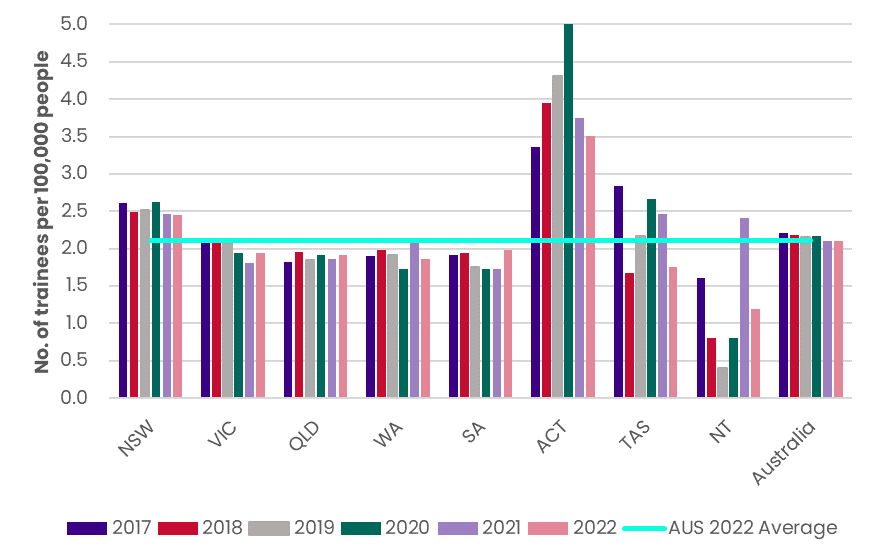 No. of trainees per 100,000 people
5.0
4.5
4.0
3.5
3.0
2.5
2.0
1.5
1.0
0.5
0.0
NSW
VIC
QLD
WA
SA
ACT
TAS
NT
Australia
2017 2018 2019 2020 2021 2022 AUS 2022 Average